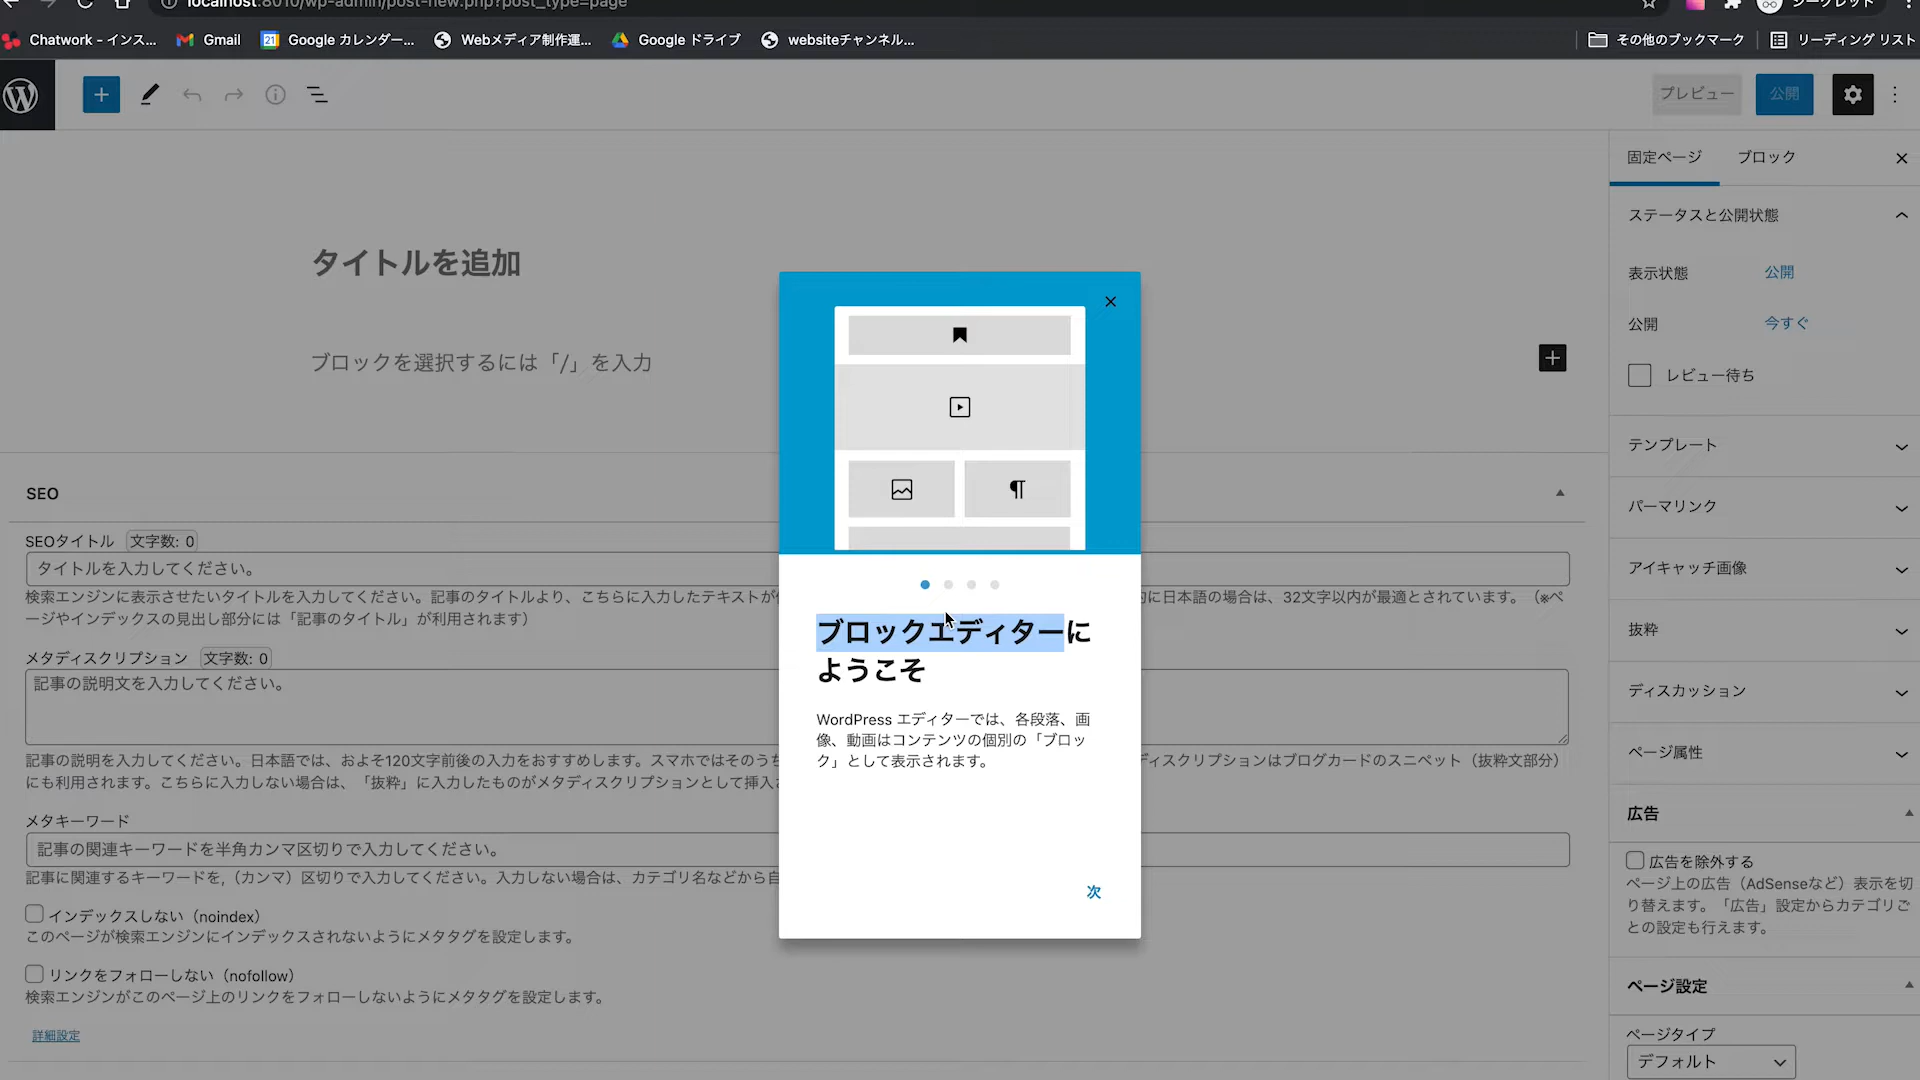 localhost:8010/wp-admin/post-new.php?post_type=page
シークレット
Chatwork - インス...
Gmail
Google カレンダー...
Webメディア制作運...
Google ドライブ
websiteチャンネル...
その他のブックマーク
リーディング リスト
プレビュー
公開
固定ページ
ブロック
ステータスと公開状態
表示状態
公開
公開
今すぐ
レビュー待ち
テンプレート
パーマリンク
アイキャッチ画像
抜粋
ディスカッション
ページ属性
広告
広告を除外する
ページ上の広告（AdSenseなど）表示を切
り替えます。「広告」設定からカテゴリご
との設定も行えます。
ページ設定
ページタイプ
デフォルト
タイトルを追加
ブロックを選択するには「/」を入力
SEO
SEOタイトル 文字数: 0
タイトルを入力してください。
検索エンジンに表示させたいタイトルを入力してください。記事のタイトルより、こちらに入力したテキストが
に日本語の場合は、32文字以内が最適とされています。（※ペ
ージやインデックスの見出し部分には「記事のタイトル」が利用されます）
メタディスクリプション 文字数: 0
記事の説明文を入力してください。
記事の説明を入力してください。日本語では、およそ120文字前後の入力をおすすめします。スマホではそのうち
ディスクリプションはブログカードのスニペット（抜粋文部分）
にも利用されます。こちらに入力しない場合は、「抜粋」に入力したものがメタディスクリプションとして挿入
メタキーワード
記事の関連キーワードを半角カンマ区切りで入力してください。
記事に関連するキーワードを,（カンマ）区切りで入力してください。入力しない場合は、カテゴリ名などから自
インデックスしない（noindex）
このページが検索エンジンにインデックスされないようにメタタグを設定します。
リンクをフォローしない（nofollow）
検索エンジンがこのページ上のリンクをフォローしないようにメタタグを設定します。
詳細設定
ブロックエディターに
ようこそ
WordPress エディターでは、各段落、画
像、動画はコンテンツの個別の「ブロッ
ク」として表示されます。
次